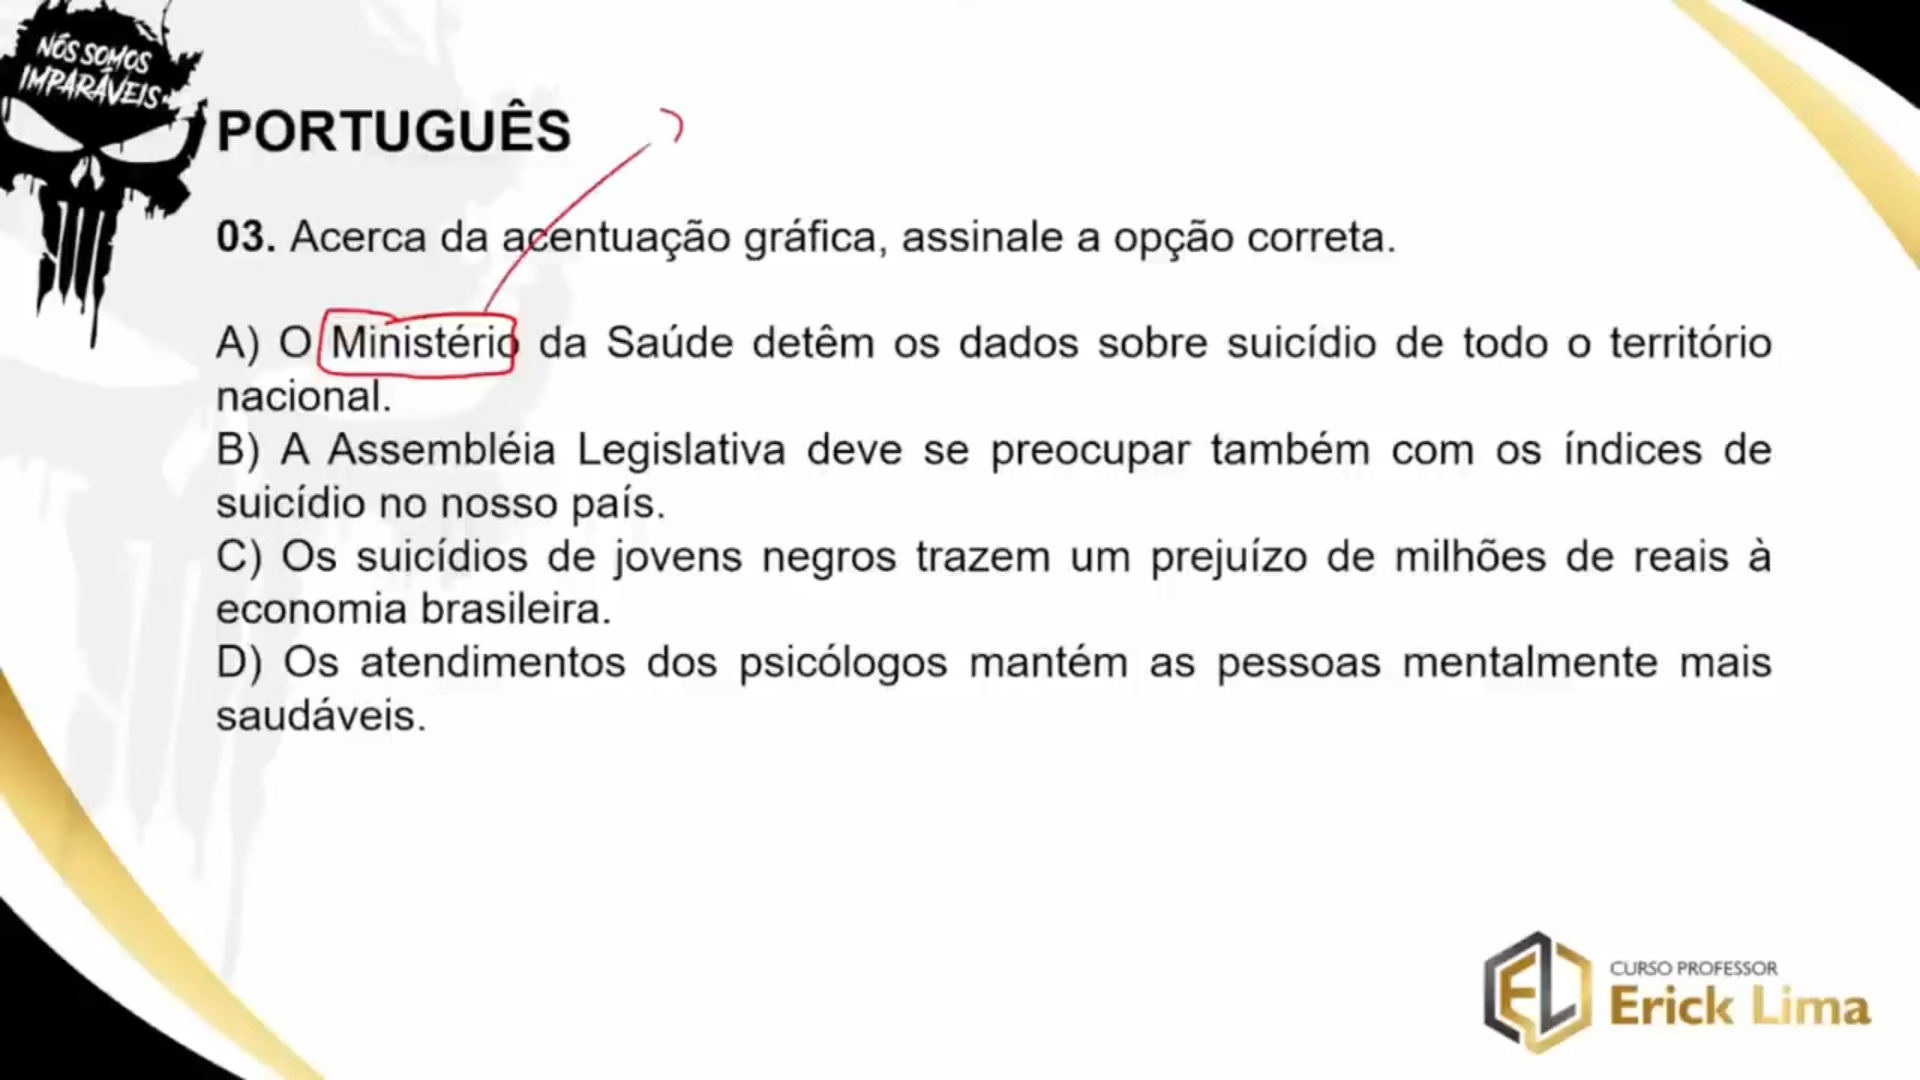 NÓS SOMOS
IMPARÁVEIS
PORTUGUÊS
03. Acerca da acentuação gráfica, assinale a opção correta.
A) O Ministério da Saúde detêm os dados sobre suicídio de todo o território
nacional.
B) A Assembléia Legislativa deve se preocupar também com os índices de
suicídio no nosso país.
C) Os suicídios de jovens negros trazem um prejuízo de milhões de reais à
economia brasileira.
D) Os atendimentos dos psicólogos mantém as pessoas mentalmente mais
saudáveis.
CURSO PROFESSOR
Erick Lima